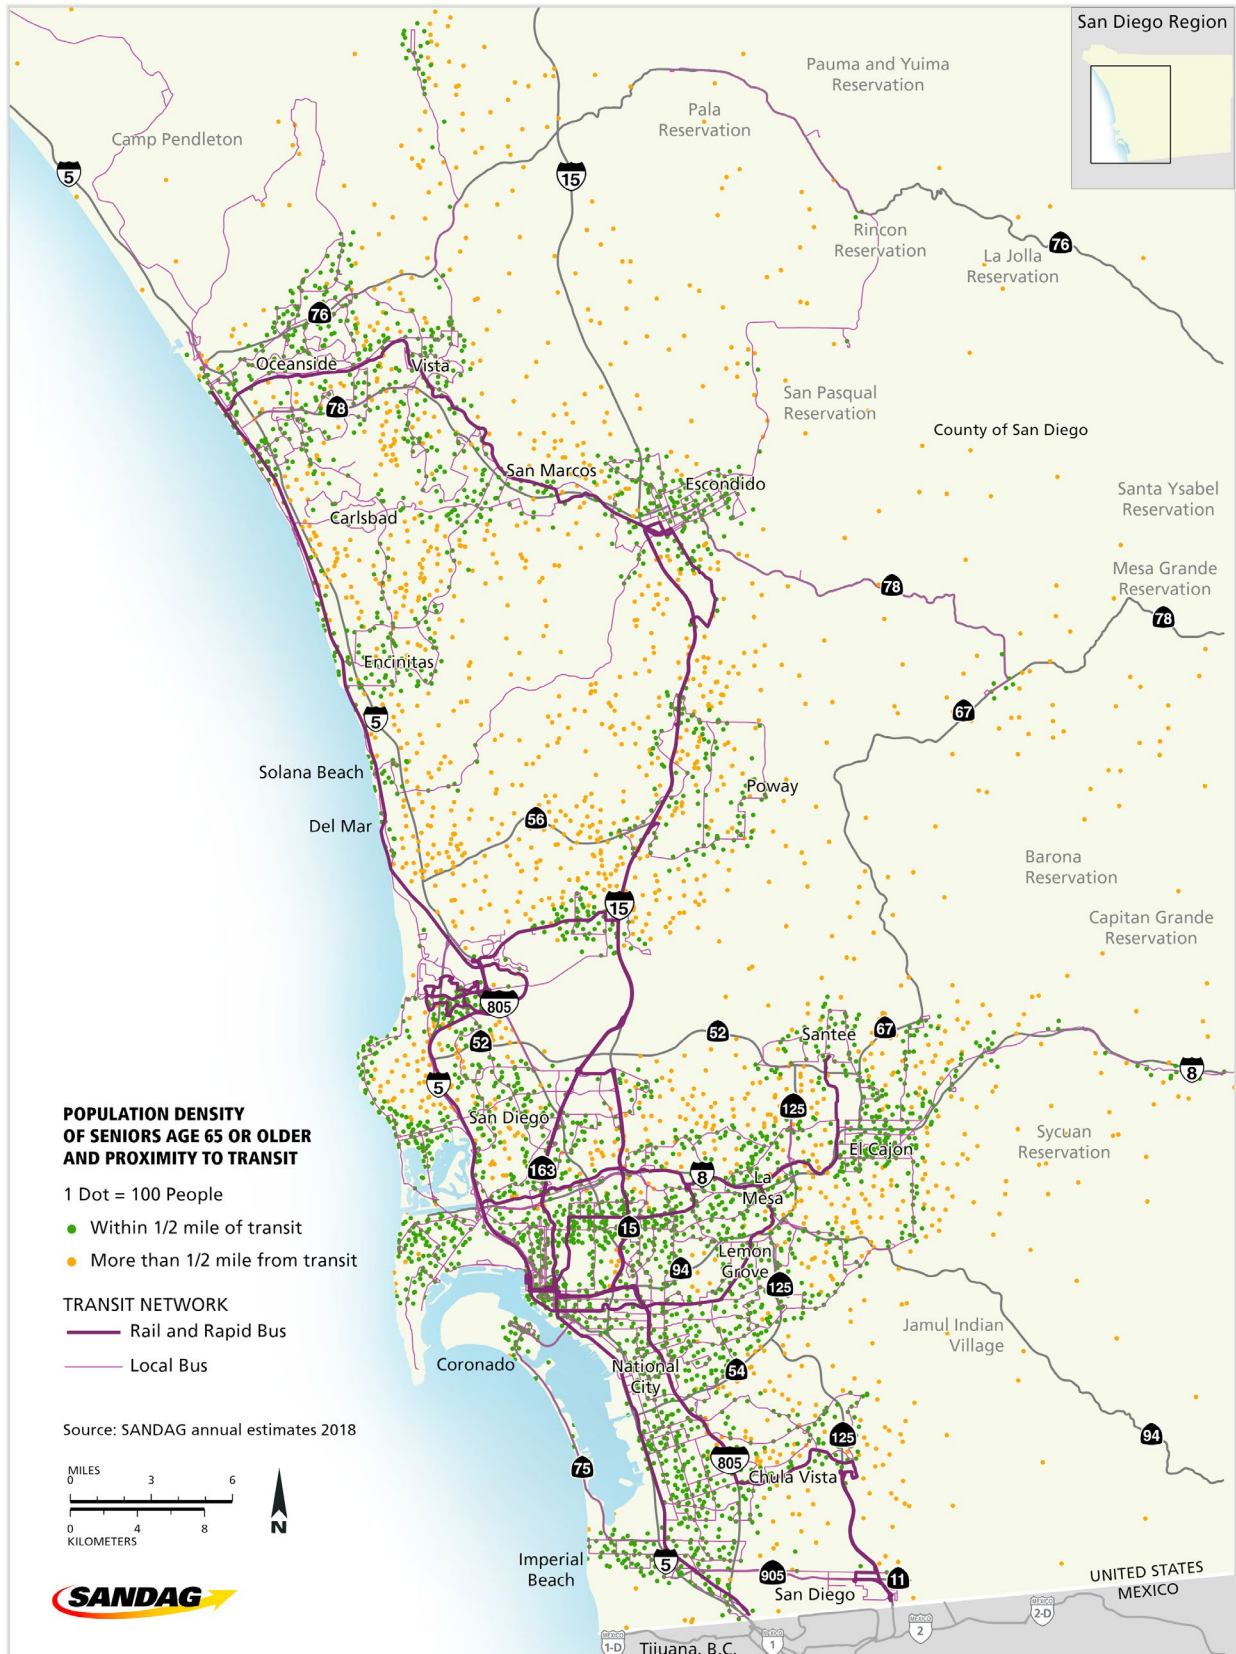 San Diego Region
Pauma and Yuima
Reservation
Pala
Reservation
Camp Pendleton
5
15
Rincon
Reservation
76
La Jolla
Reservation
76
Oceanside
Vista
78
San Pasqual
Reservation
County of San Diego
San Marcos
Escondido
Santa Ysabel
Reservation
Carlsbad
Mesa Grande
Reservation
78
78
Encinitas
5
67
Solana Beach
Poway
Del Mar
56
Barona
Reservation
15
Capitan Grande
Reservation
805
52
52
Santee
67
5
8
125
San Diego
El Cajon
Sycuan
Reservation
163
8
La
Mesa
15
94
Lemon
Grove
125
Jamul Indian
Village
Coronado
National
City
54
125
94
75
805
Chula Vista
Imperial
Beach
5
905
11
San Diego
UNITED STATES
MEXICO
MEXICO
1-D
Tijuana, B.C.
MEXICO
1
MEXICO
2
MEXICO
2-D
POPULATION DENSITY
OF SENIORS AGE 65 OR OLDER
AND PROXIMITY TO TRANSIT
1 Dot = 100 People
Within 1/2 mile of transit
More than 1/2 mile from transit
TRANSIT NETWORK
Rail and Rapid Bus
Local Bus
Source: SANDAG annual estimates 2018
MILES
0 3 6
0 4 8
KILOMETERS
N
SANDAG